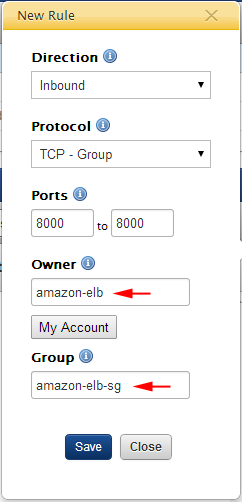 New Rule
Direction
Inbound
Protocol
TCP - Group
Ports
8000 to 8000
Owner
amazon-elb
My Account
Group
amazon-elb-sg
Save Close